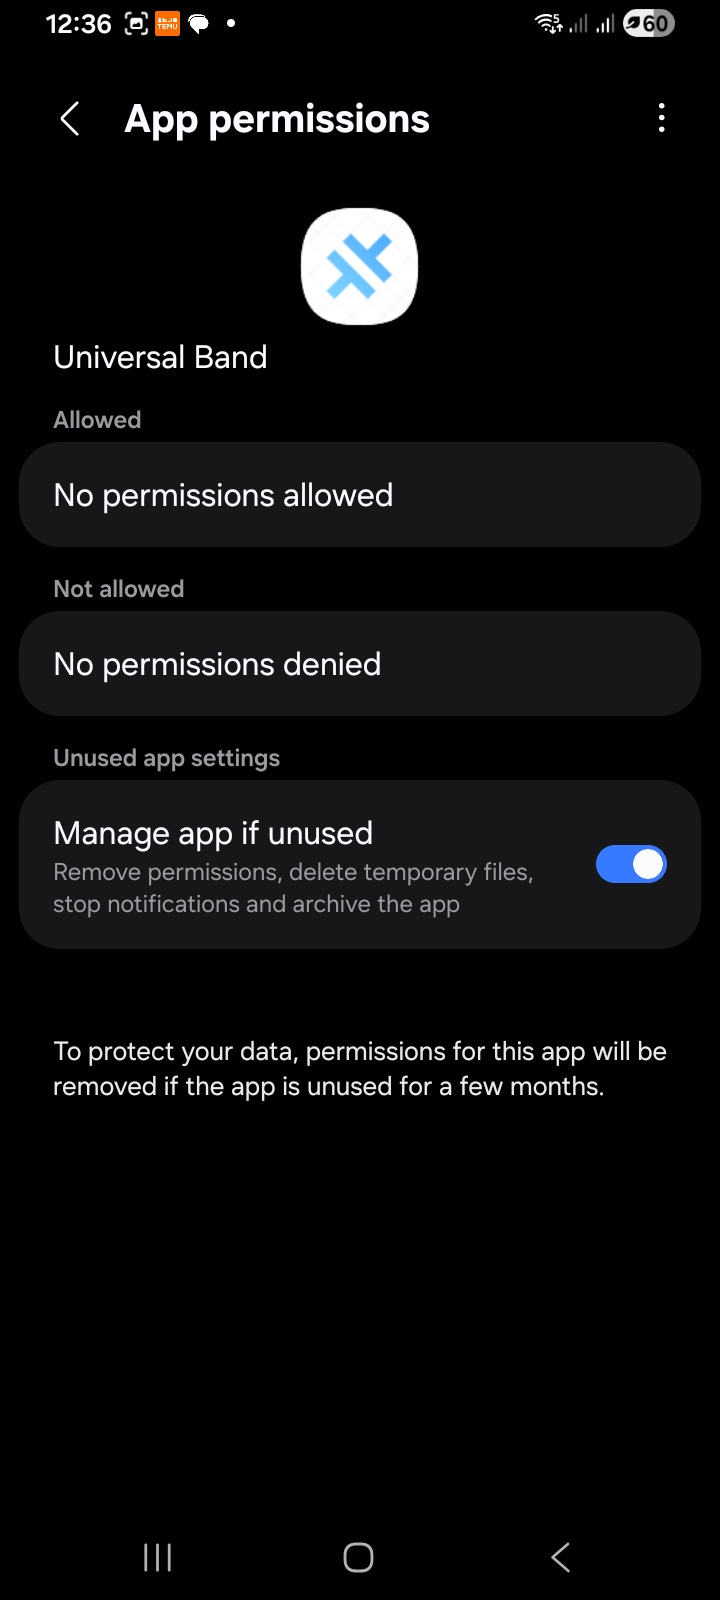 12:36
TEMU
5
60
App permissions
Universal Band
Allowed
No permissions allowed
Not allowed
No permissions denied
Unused app settings
Manage app if unused
Remove permissions, delete temporary files,
stop notifications and archive the app
To protect your data, permissions for this app will be
removed if the app is unused for a few months.